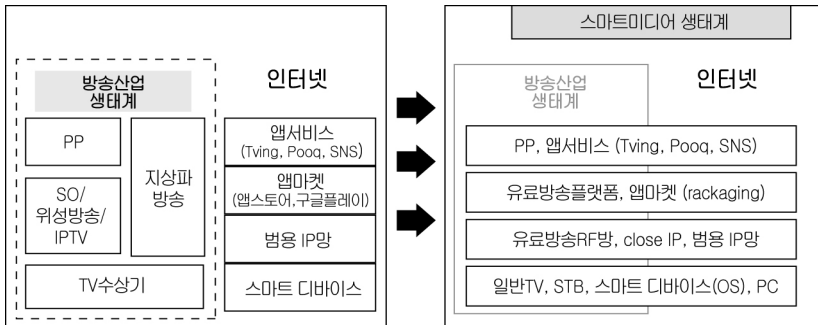 방송산업
생태계
인터넷
PP
지상파
방송
SO/
위성방송/
IPTV
TV수상기
앱서비스
(Tving, Pooq, SNS)
앱마켓
(앱스토어,구글플레이)
범용 IP망
스마트 디바이스
스마트미디어 생태계
방송산업
생태계
인터넷
PP, 앱서비스 (Tving, Pooq, SNS)
유료방송플랫폼, 앱마켓 (rackaging)
유료방송RF방, close IP, 범용 IP망
일반TV, STB, 스마트 디바이스(OS), PC